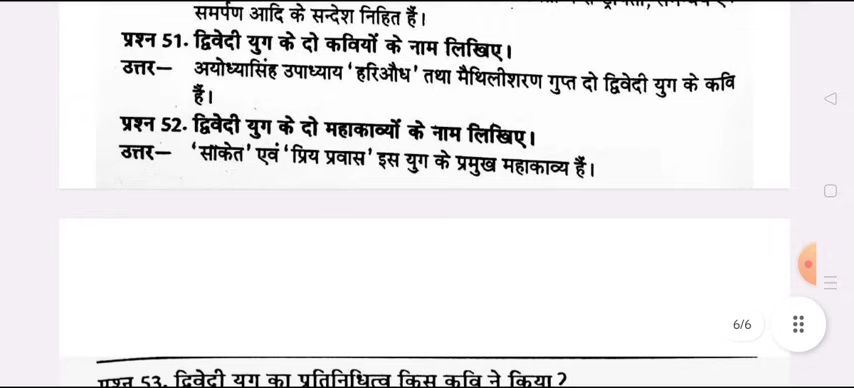 समर्पण आदि के सन्देश निहित हैं।
प्रश्न 51. द्विवेदी युग के दो कवियों के नाम लिखिए।
उत्तर— अयोध्यासिंह उपाध्याय ‘हरिऔध’ तथा मैथिलीशरण गुप्त दो द्विवेदी युग के कवि
हैं।
प्रश्न 52. द्विवेदी युग के दो महाकाव्यों के नाम लिखिए।
उत्तर— ‘साकेत’ एवं ‘प्रिय प्रवास’ इस युग के प्रमुख महाकाव्य हैं।
6/6
प्रश्न 53. द्विवेदी युग का प्रतिनिधित्व किस कवि ने किया ?